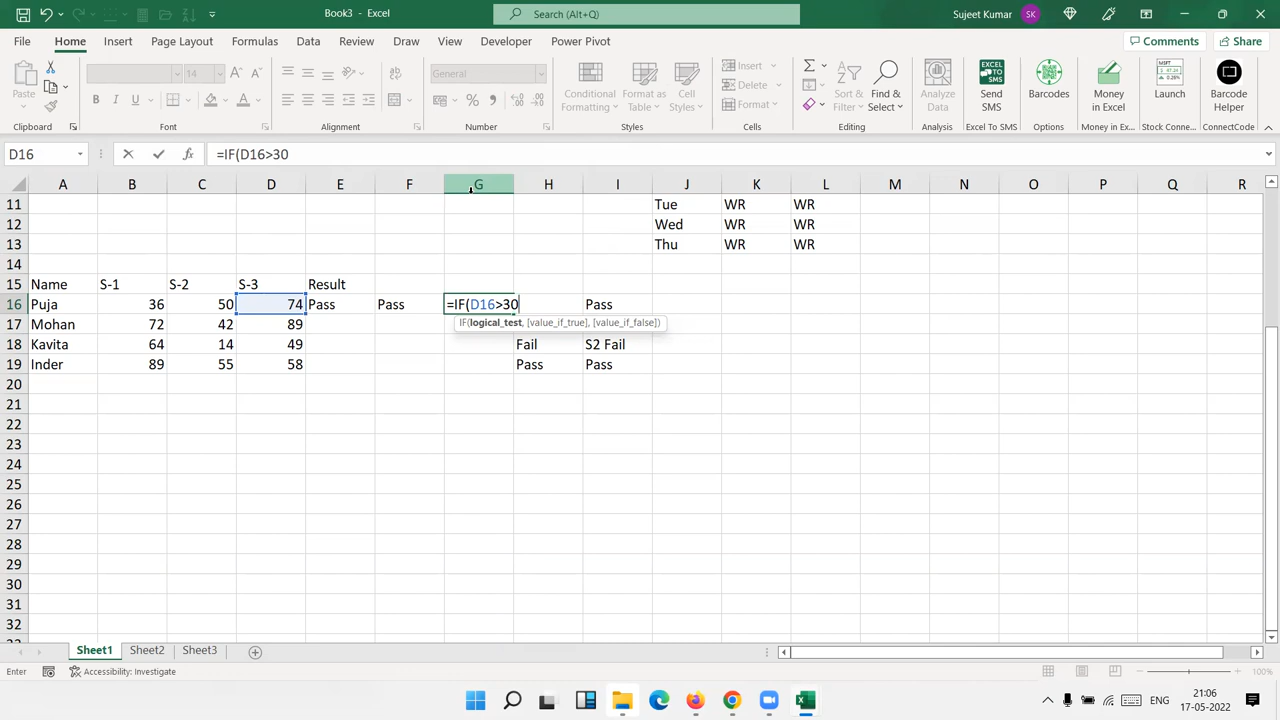 Book3 - Excel
Search (Alt+Q)
Sujeet Kumar SK
File Home Insert Page Layout Formulas Data Review View Developer Power Pivot
Comments Share
Paste
14
General
Conditional Formatting
Format as Table
Cell Styles
Insert
Delete
Format
Sort & Filter
Find & Select
Analyze Data
Send SMS
Barcodes
Money in Excel
Launch
Barcode Helper
Clipboard Font Alignment Number Styles Cells Editing Analysis Excel To SMS Options Money in Ex... Stock Conne... ConnectCode
D16 =IF(D16>30
A B C D E F G H I J K L M N O P Q R
11 Tue WR WR
12 Wed WR WR
13 Thu WR WR
14
15 Name S-1 S-2 S-3 Result
16 Puja 36 50 74 Pass Pass =IF(D16>30 Pass
IF(logical_test, [value_if_true], [value_if_false])
17 Mohan 72 42 89
18 Kavita 64 14 49 Fail S2 Fail
19 Inder 89 55 58 Pass Pass
20
21
22
23
24
25
26
27
28
29
30
31
32
Sheet1 Sheet2 Sheet3
Enter Accessibility: Investigate 100%
ENG 21:06
17-05-2022